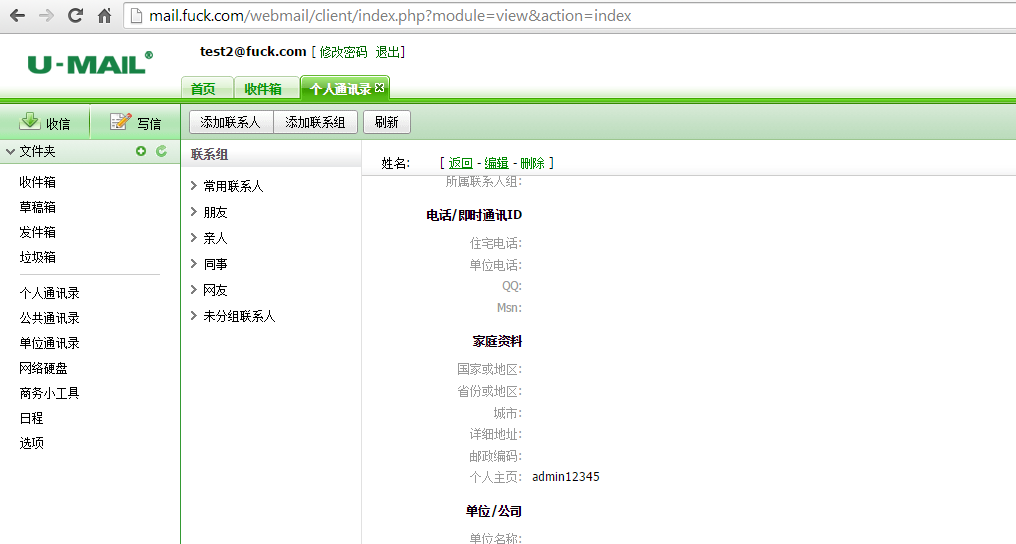 mail.fuck.com/webmail/client/index.php?module=view&action=index
U-MAIL®
test2@fuck.com [ 修改密码 退出]
首页 收件箱 个人通讯录
收信 写信
添加联系人 添加联系组 刷新
文件夹
收件箱
草稿箱
发件箱
垃圾箱
个人通讯录
公共通讯录
单位通讯录
网络硬盘
商务小工具
日程
选项
联系组
常用联系人
朋友
亲人
同事
网友
未分组联系人
姓名: [ 返回 - 编辑 - 删除 ]
所属联系人组:
电话/即时通讯ID
住宅电话:
单位电话:
QQ:
Msn:
家庭资料
国家或地区:
省份或地区:
城市:
详细地址:
邮政编码:
个人主页: admin12345
单位/公司
单位名称: